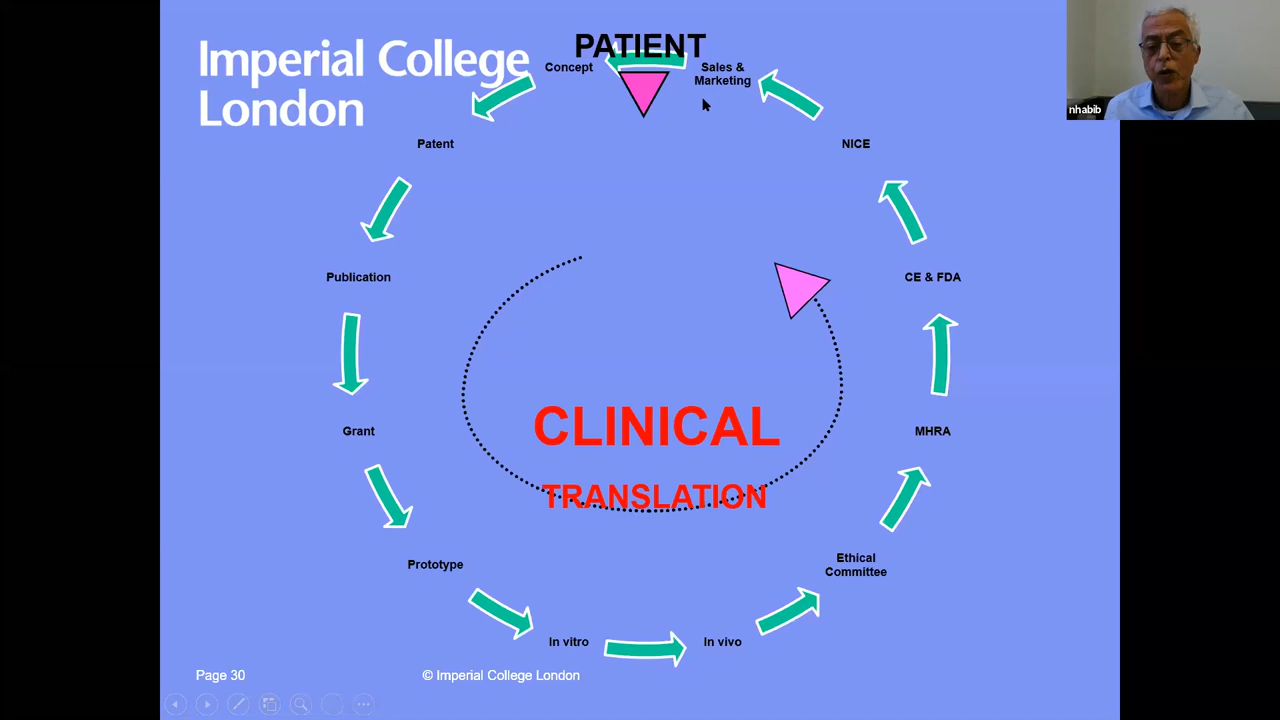 Imperial College
London
PATIENT
Concept
Sales &
Marketing
nhabib
Patent
NICE
Publication
CE & FDA
Grant
MHRA
CLINICAL
TRANSLATION
Prototype
Ethical
Committee
In vitro
In vivo
Page 30
© Imperial College London